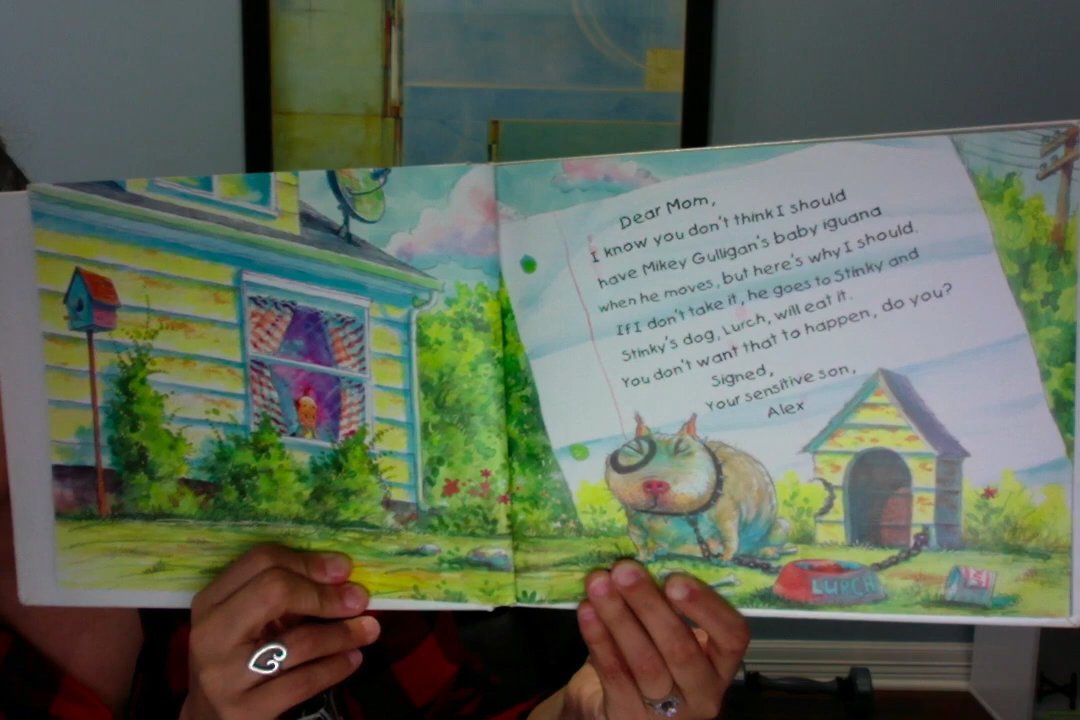 Dear Mom,
I know you don't think I should
have Mikey Gulligan's baby iguana
when he moves, but here's why I should.
If I don't take it, he goes to Stinky and
Stinky's dog, Lurch, will eat it.
You don't want that to happen, do you?
Signed,
Your sensitive son,
Alex
LURCH